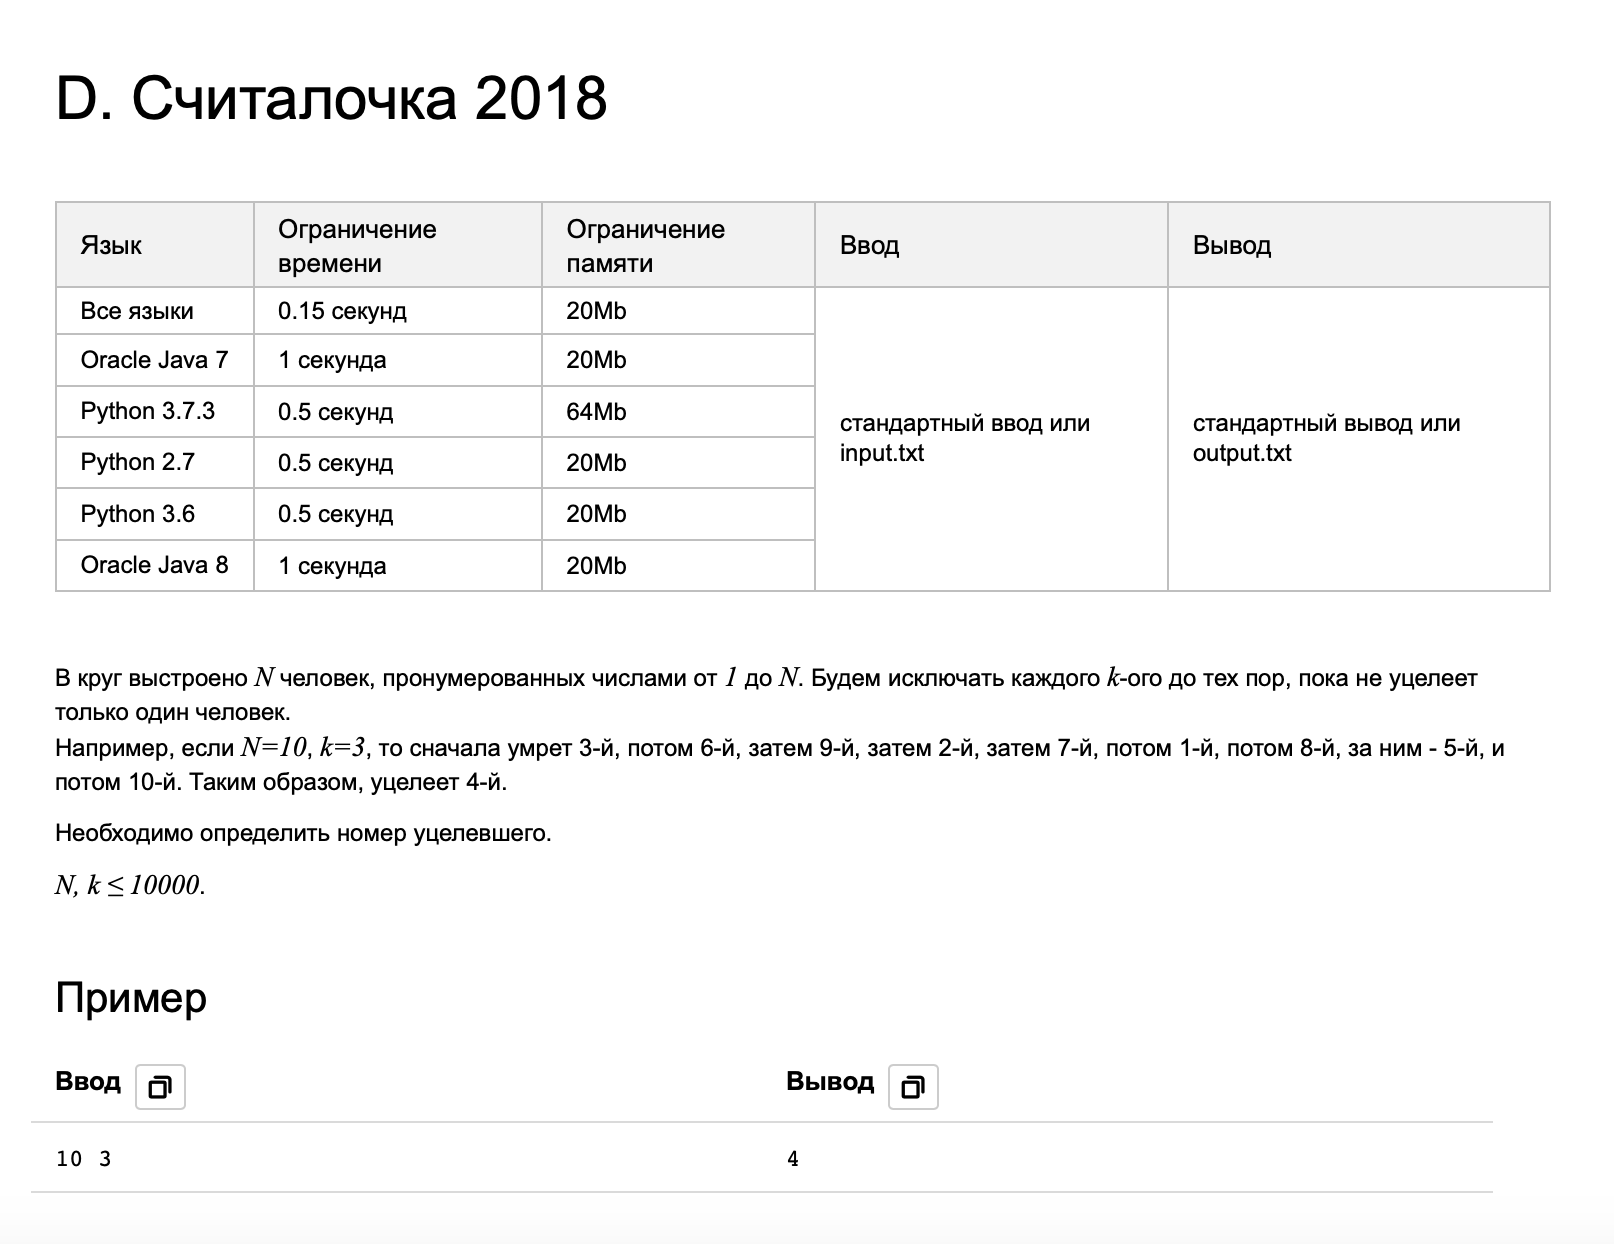 D. Считалочка 2018
Язык
Ограничение
времени
Ограничение
памяти
Ввод
Вывод
Все языки
0.15 секунд
20Mb
Oracle Java 7
1 секунда
20Mb
Python 3.7.3
0.5 секунд
64Mb
Python 2.7
0.5 секунд
20Mb
Python 3.6
0.5 секунд
20Mb
Oracle Java 8
1 секунда
20Mb
стандартный ввод или
input.txt
стандартный вывод или
output.txt
В круг выстроено N человек, пронумерованных числами от 1 до N. Будем исключать каждого k-ого до тех пор, пока не уцелеет
только один человек.
Например, если N=10, k=3, то сначала умрет 3-й, потом 6-й, затем 9-й, затем 2-й, затем 7-й, потом 1-й, потом 8-й, за ним - 5-й, и
потом 10-й. Таким образом, уцелеет 4-й.
Необходимо определить номер уцелевшего.
N, k ≤ 10000.
Пример
Ввод
Вывод
10 3
4